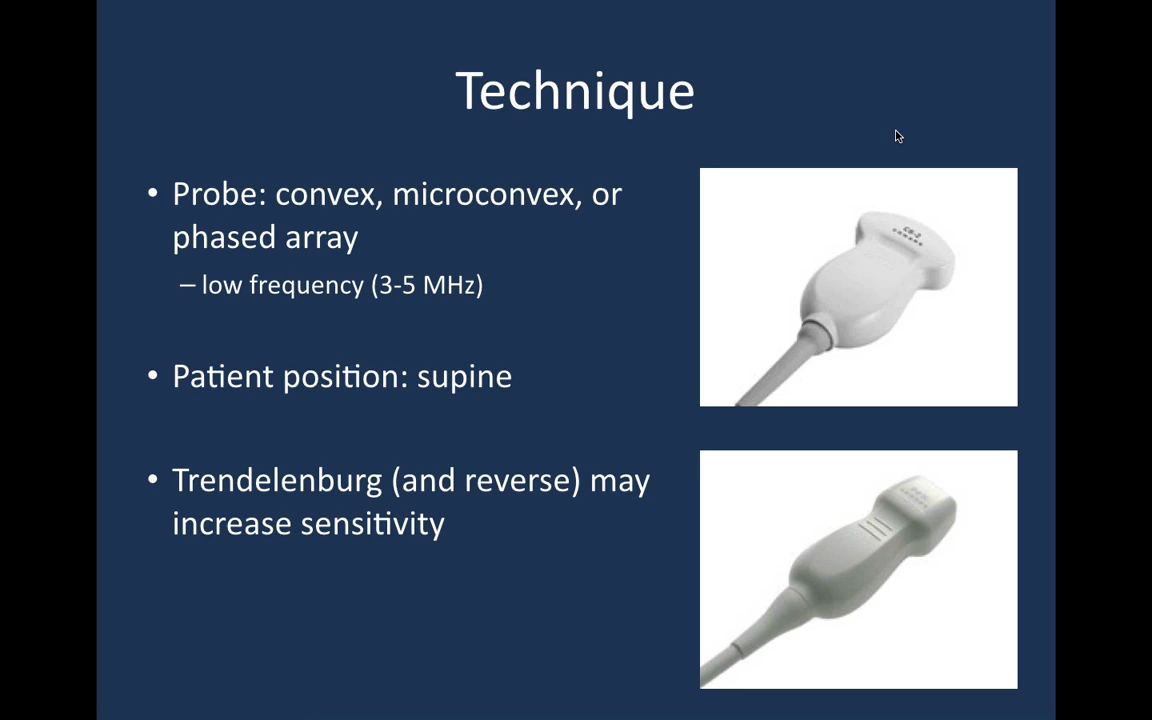 Technique
• Probe: convex, microconvex, or
phased array
– low frequency (3-5 MHz)
• Patient position: supine
• Trendelenburg (and reverse) may
increase sensitivity